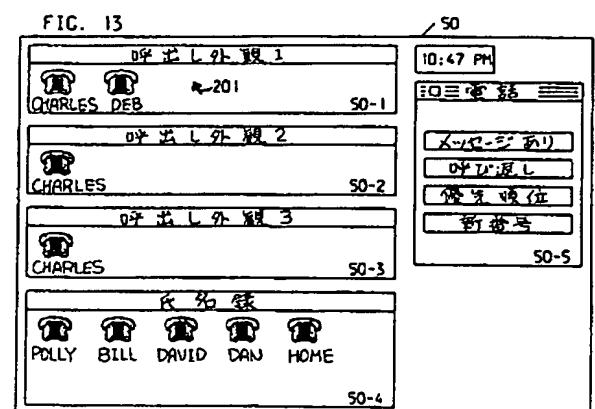 FIG. 13
50
呼出し外観1
CHARLES DEB
201
50-1
呼出し外観2
CHARLES
50-2
呼出し外観3
CHARLES
50-3
氏名録
POLLY BILL DAVID DAN HOME
50-4
10:47 PM
電話
メッセージあり
呼び返し
優先順位
新番号
50-5